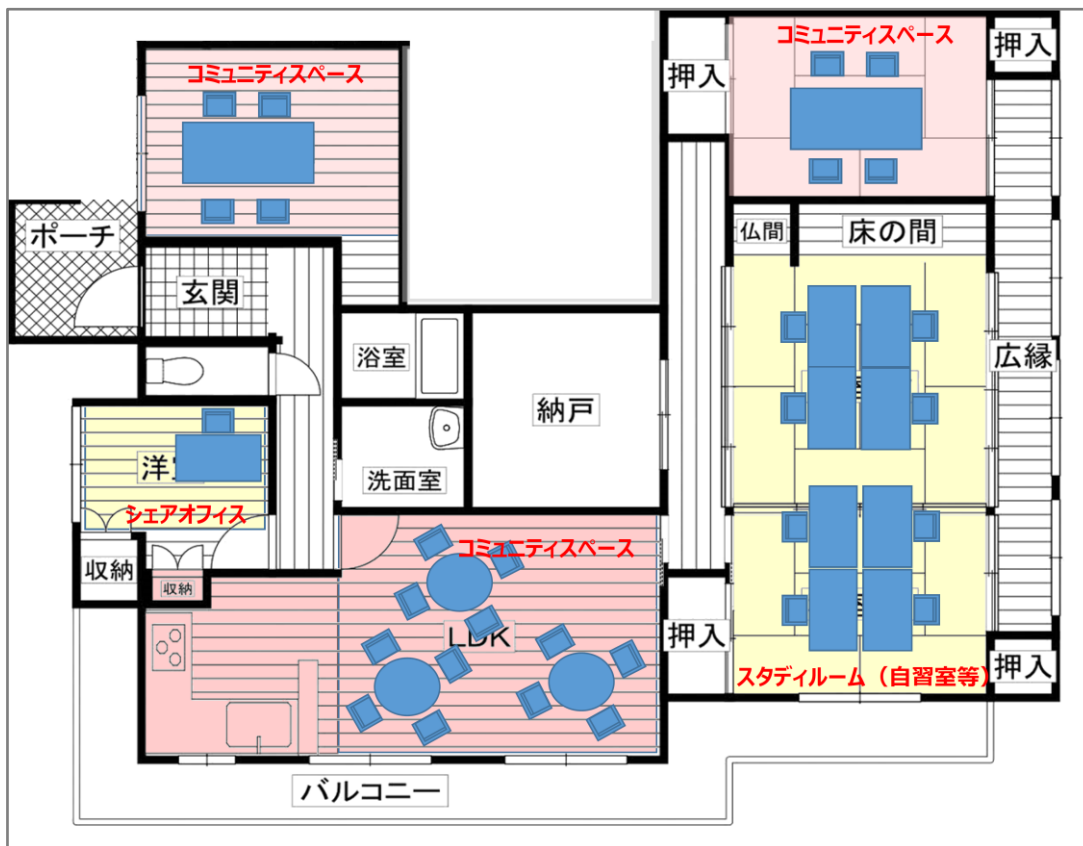 コミュニティスペース
押入
コミュニティスペース
押入
ポーチ
玄関
仏間
床の間
浴室
納戸
広縁
洗面室
洋
シェアオフィス
収納
収納
コミュニティスペース
LDK
押入
スタディルーム（自習室等）
押入
バルコニー